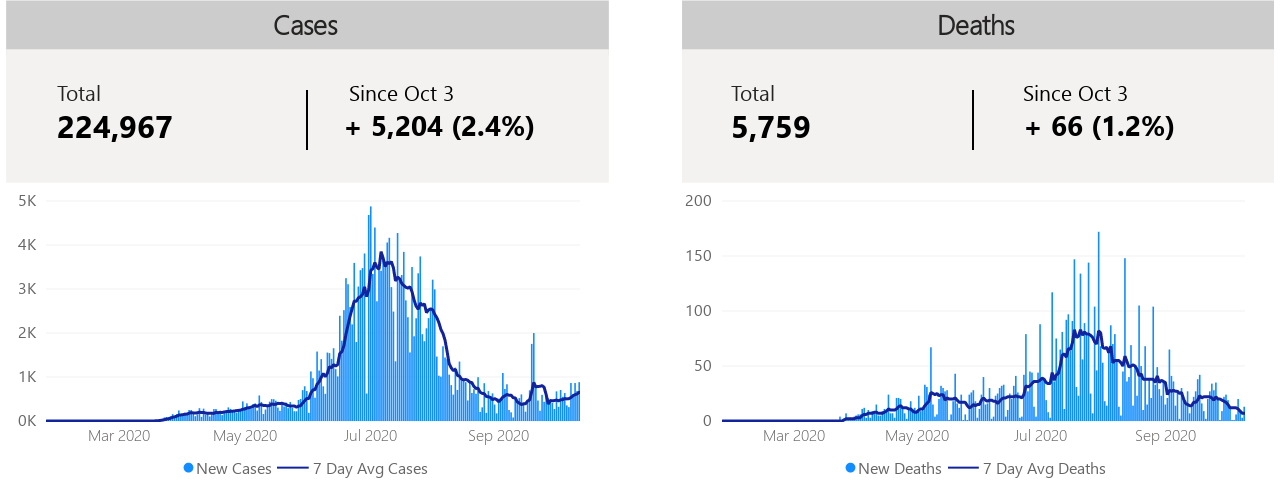 Cases
Total
224,967
Since Oct 3
+ 5,204 (2.4%)
5K
4K
3K
2K
1K
0K
Mar 2020 May 2020 Jul 2020 Sep 2020
New Cases 7 Day Avg Cases
Deaths
Total
5,759
Since Oct 3
+ 66 (1.2%)
200
150
100
50
0
Mar 2020 May 2020 Jul 2020 Sep 2020
New Deaths 7 Day Avg Deaths